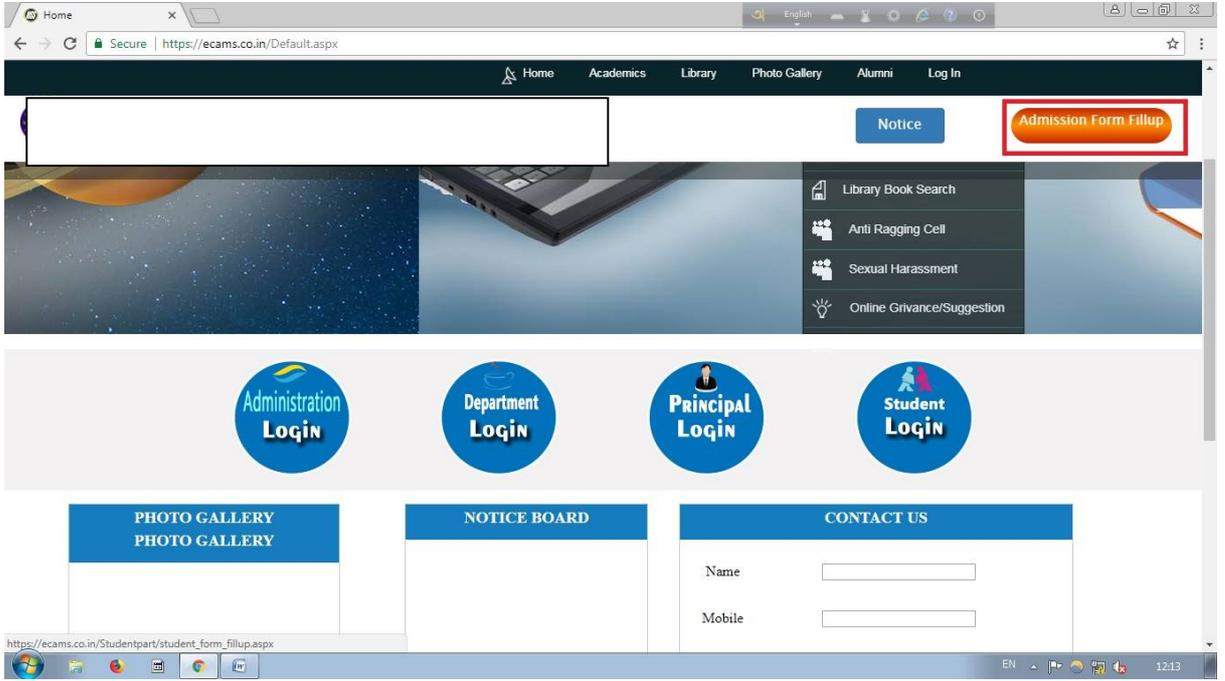 Home
অ English
Secure | https://ecams.co.in/Default.aspx
Home Academics Library Photo Gallery Alumni Log In
Notice
Admission Form Fillup
Library Book Search
Anti Ragging Cell
Sexual Harassment
Online Grivance/Suggestion
Administration
Login
Department
Login
Principal
Login
Student
Login
PHOTO GALLERY
PHOTO GALLERY
NOTICE BOARD
CONTACT US
Name
Mobile
https://ecams.co.in/Studentpart/student_form_fillup.aspx
EN 12:13